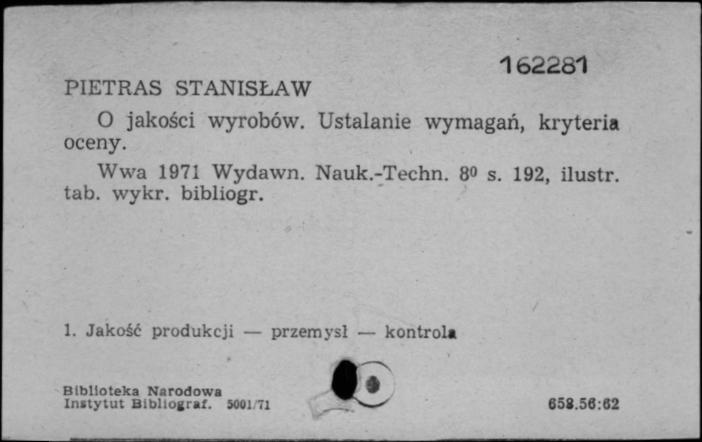 162281
PIETRAS STANISŁAW
O jakości wyrobów. Ustalanie wymagań, kryteria
oceny.
Wwa 1971 Wydawn. Nauk.-Techn. 8⁰ s. 192, ilustr.
tab. wykr. bibliogr.
1. Jakość produkcji — przemysł — kontrola
Biblioteka Narodowa
Instytut Bibliograf. 5001/71
658.56:62